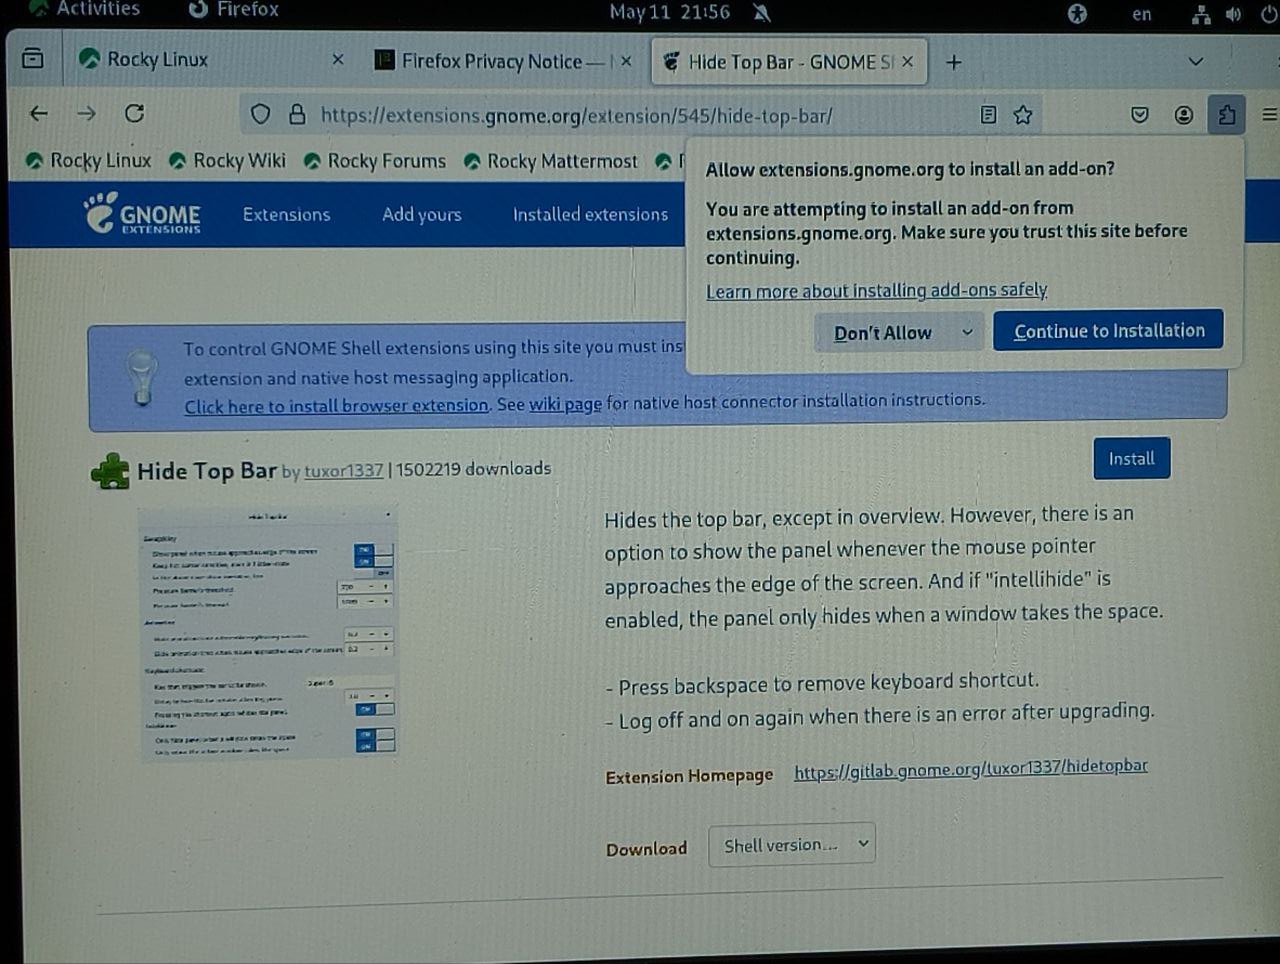 Activities
Firefox
May 11 21:56
en
Rocky Linux
Firefox Privacy Notice —
Hide Top Bar - GNOME S
https://extensions.gnome.org/extension/545/hide-top-bar/
Rocky Linux
Rocky Wiki
Rocky Forums
Rocky Mattermost
Allow extensions.gnome.org to install an add-on?
You are attempting to install an add-on from
extensions.gnome.org. Make sure you trust this site before
continuing.
Learn more about installing add-ons safely
Don't Allow
Continue to Installation
GNOME
EXTENSIONS
Extensions
Add yours
Installed extensions
To control GNOME Shell extensions using this site you must ins
extension and native host messaging application.
Click here to install browser extension. See wiki page for native host connector installation instructions.
Hide Top Bar by tuxor1337 | 1502219 downloads
Install
Hides the top bar, except in overview. However, there is an
option to show the panel whenever the mouse pointer
approaches the edge of the screen. And if "intellihide" is
enabled, the panel only hides when a window takes the space.
- Press backspace to remove keyboard shortcut.
- Log off and on again when there is an error after upgrading.
Extension Homepage
https://gitlab.gnome.org/tuxor1337/hidetopbar
Download
Shell version...